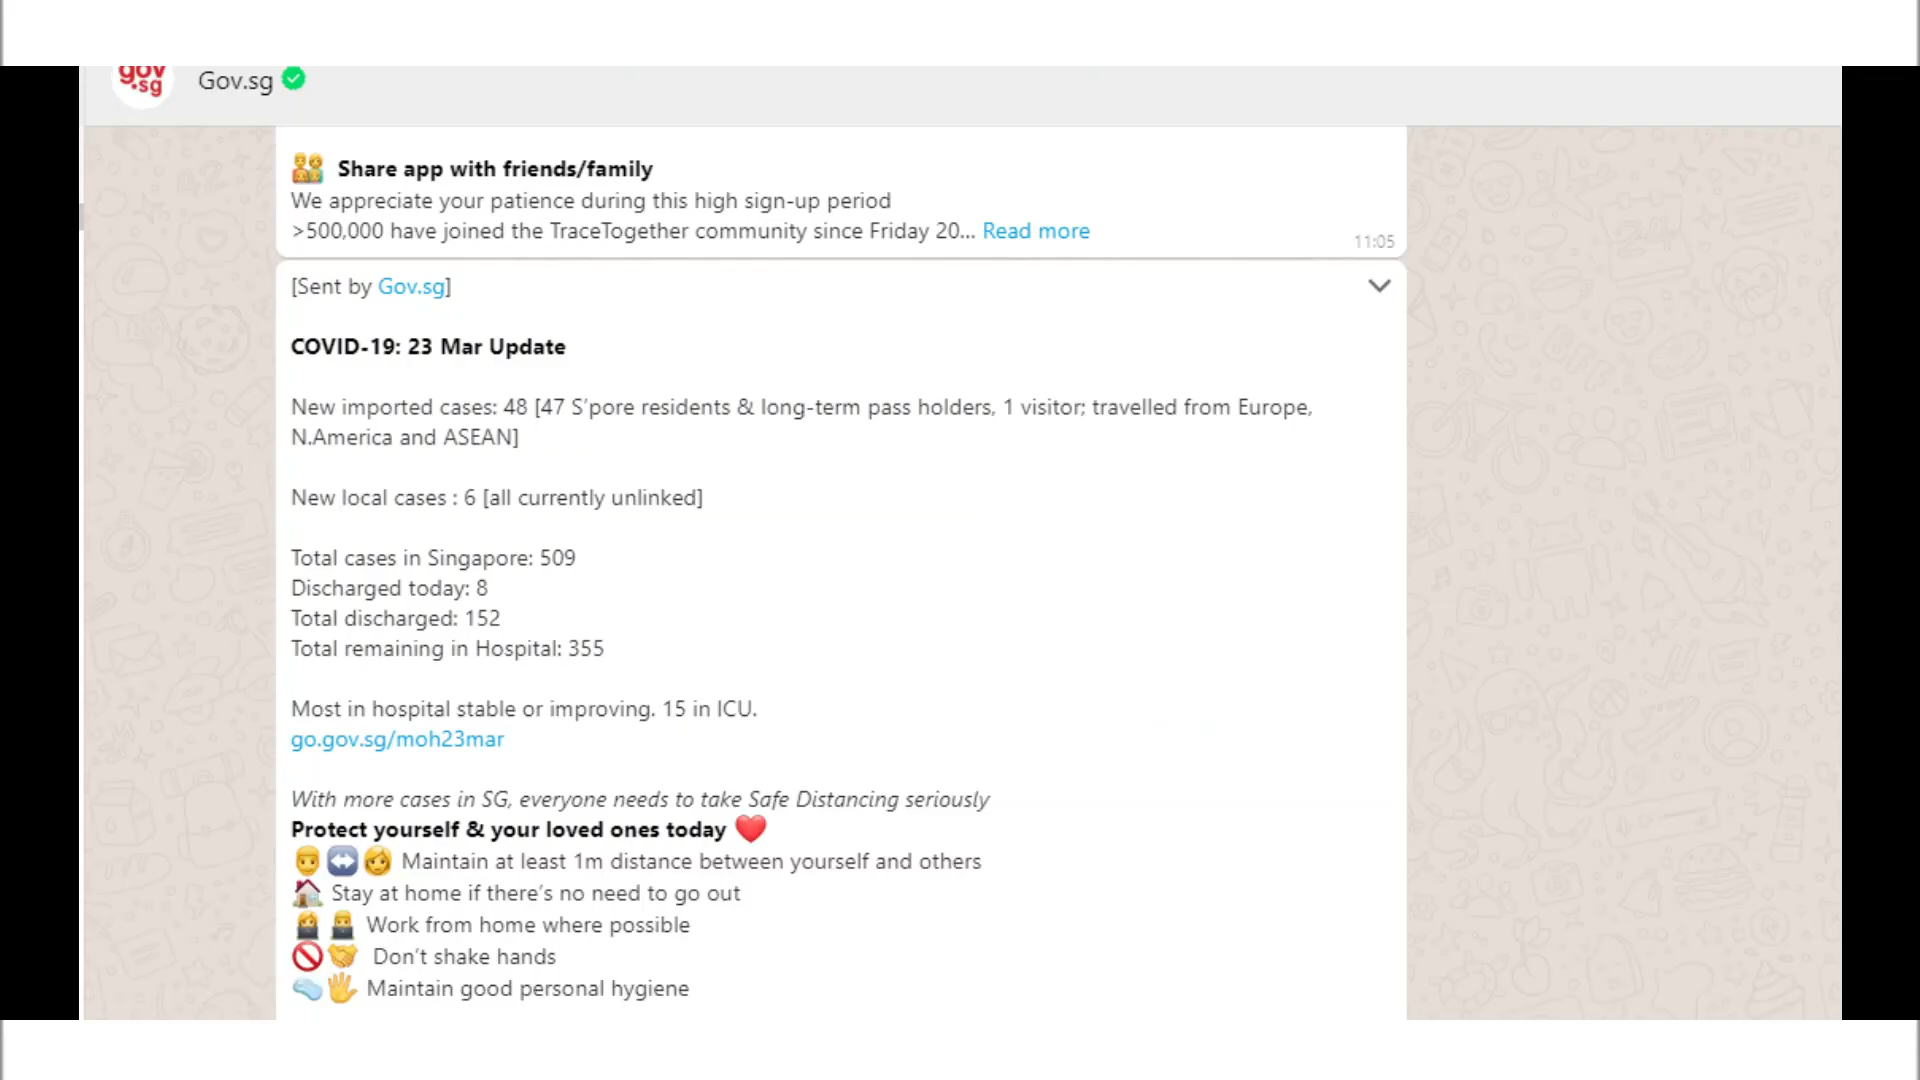 gov
.sg
Gov.sg
Share app with friends/family
We appreciate your patience during this high sign-up period
>500,000 have joined the TraceTogether community since Friday 20... Read more
11:05
[Sent by Gov.sg]
COVID-19: 23 Mar Update
New imported cases: 48 [47 S'pore residents & long-term pass holders, 1 visitor; travelled from Europe,
N.America and ASEAN]
New local cases : 6 [all currently unlinked]
Total cases in Singapore: 509
Discharged today: 8
Total discharged: 152
Total remaining in Hospital: 355
Most in hospital stable or improving. 15 in ICU.
go.gov.sg/moh23mar
With more cases in SG, everyone needs to take Safe Distancing seriously
Protect yourself & your loved ones today
Maintain at least 1m distance between yourself and others
Stay at home if there's no need to go out
Work from home where possible
Don't shake hands
Maintain good personal hygiene